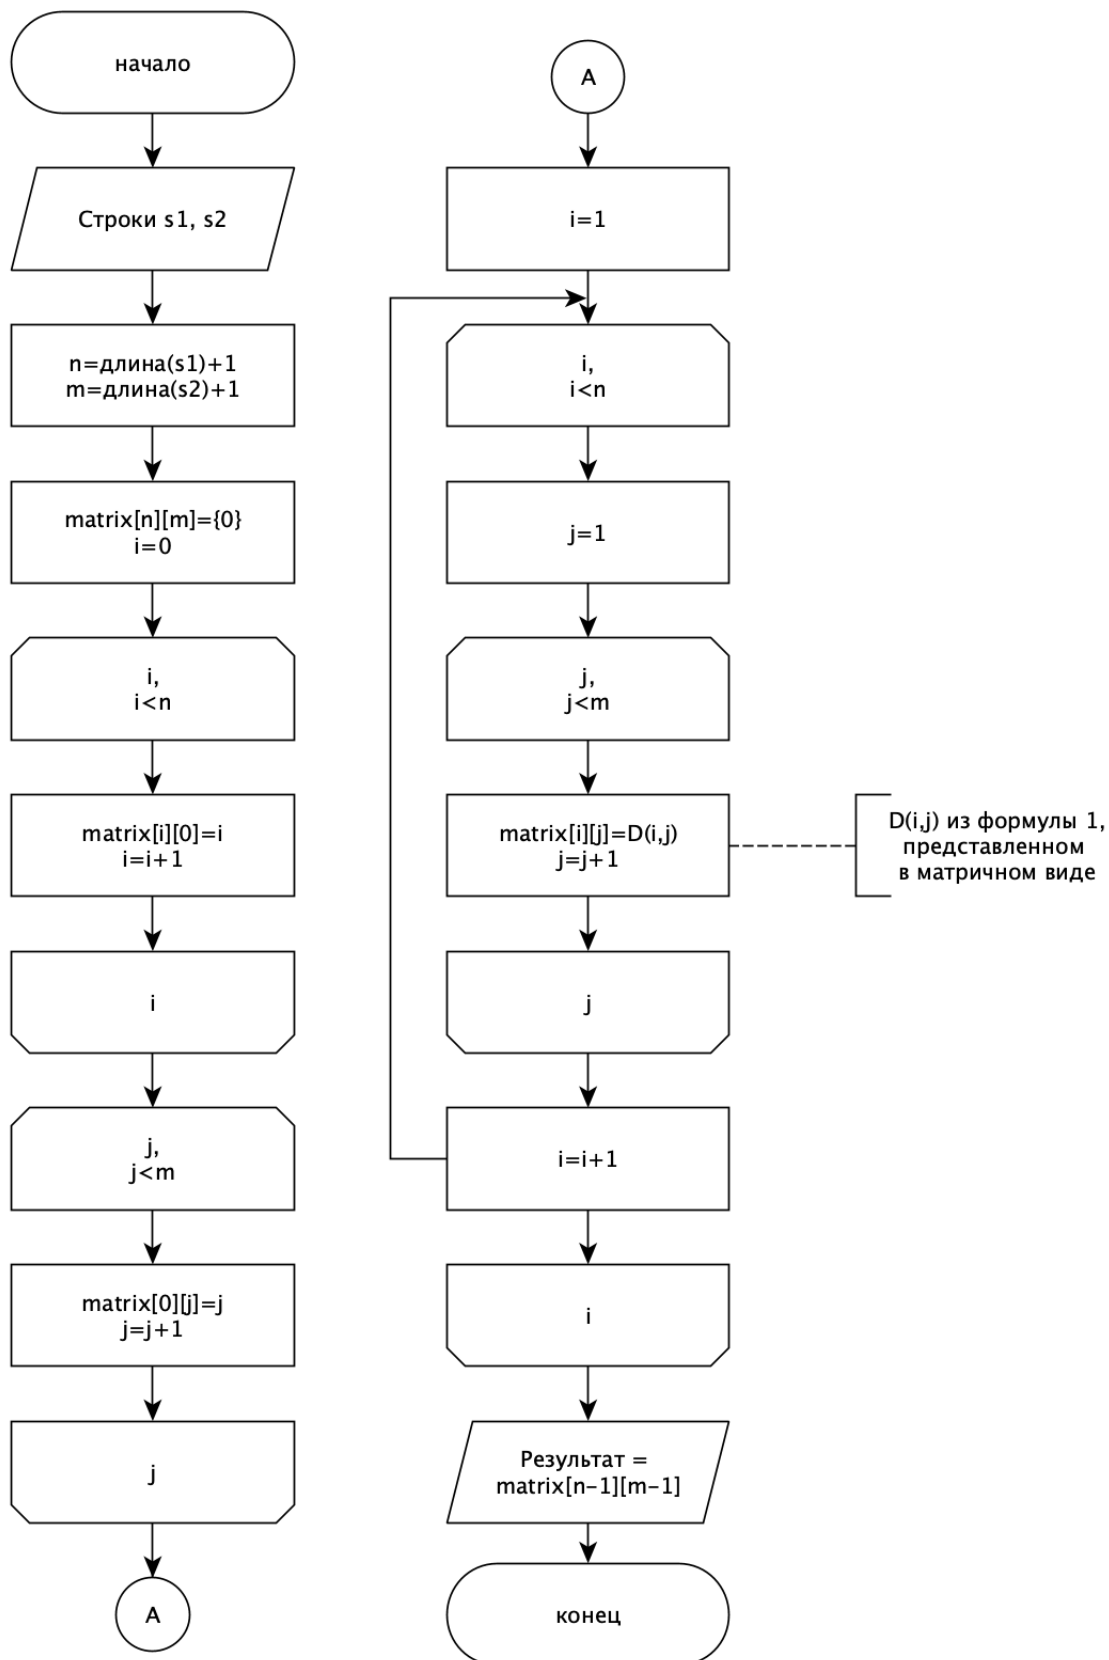 начало
Строки s1, s2
n=длина(s1)+1
m=длина(s2)+1
matrix[n][m]={0}
i=0
i,
i<n
matrix[i][0]=i
i=i+1
i
j,
j<m
matrix[0][j]=j
j=j+1
j
A
A
i=1
i,
i<n
j=1
j,
j<m
matrix[i][j]=D(i,j)
j=j+1
D(i,j) из формулы 1,
представленном
в матричном виде
j
i=i+1
i
Результат =
matrix[n-1][m-1]
конец